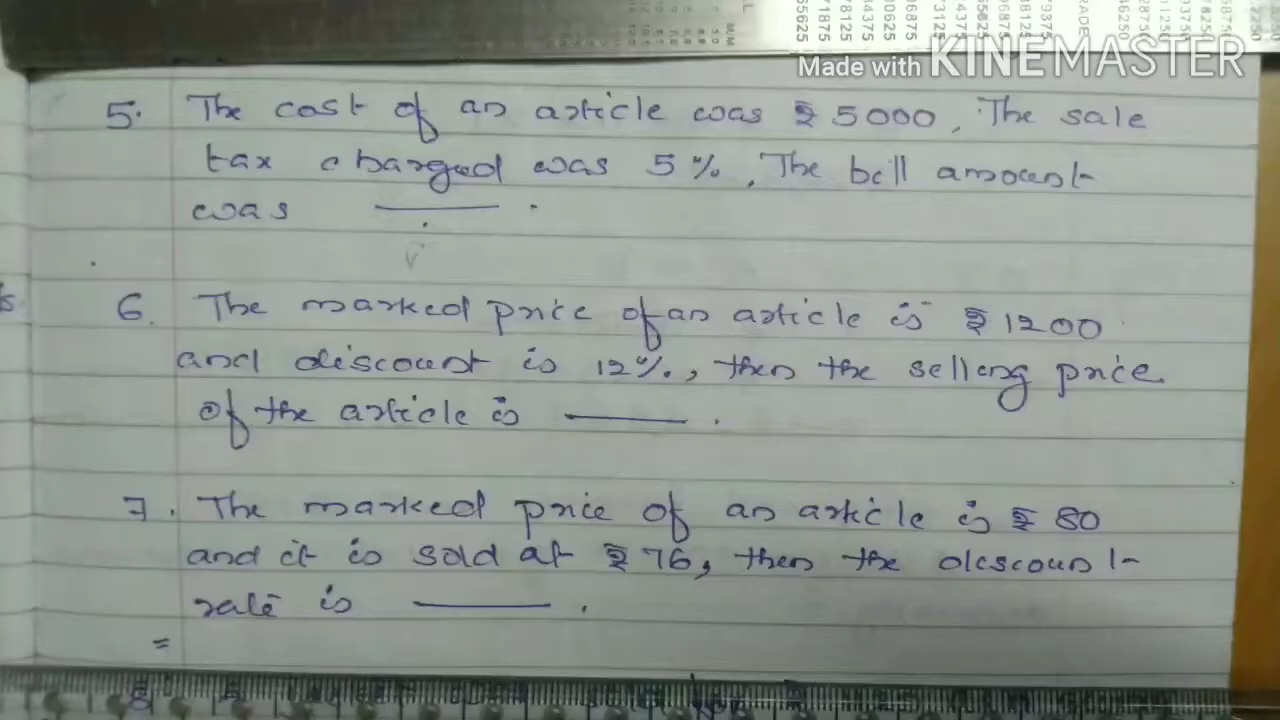 Made with KINEMASTER
5. The cost of an article was ₹ 5000. The sale
tax charged was 5%. The bill amount
was ______.
6. The marked price of an article is ₹ 1200
and discount is 12%, then the selling price
of the article is ______.
7. The marked price of an article is ₹ 80
and it is sold at ₹ 76, then the discount
rate is ______.
=